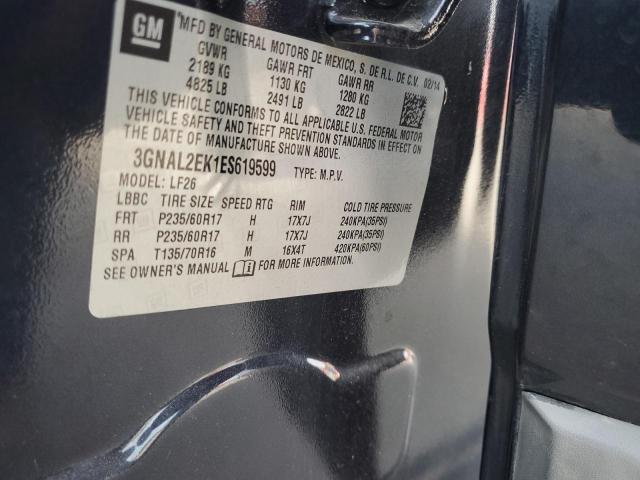 GM
MFD BY GENERAL MOTORS DE MEXICO, S. DE R.L. DE C.V. 02/14
GVWR GAWR FRT GAWR RR
2189 KG 1130 KG 1280 KG
4825 LB 2491 LB 2822 LB
THIS VEHICLE CONFORMS TO ALL APPLICABLE U.S. FEDERAL MOTOR
VEHICLE SAFETY AND THEFT PREVENTION STANDARDS IN EFFECT ON
THE DATE OF MANUFACTURE SHOWN ABOVE.
3GNAL2EK1ES619599 TYPE: M.P.V.
MODEL: LF26
LBBC TIRE SIZE SPEED RTG RIM COLD TIRE PRESSURE
FRT P235/60R17 H 17X7J 240KPA(35PSI)
RR P235/60R17 H 17X7J 240KPA(35PSI)
SPA T135/70R16 M 16X4T 420KPA(60PSI)
SEE OWNER'S MANUAL FOR MORE INFORMATION